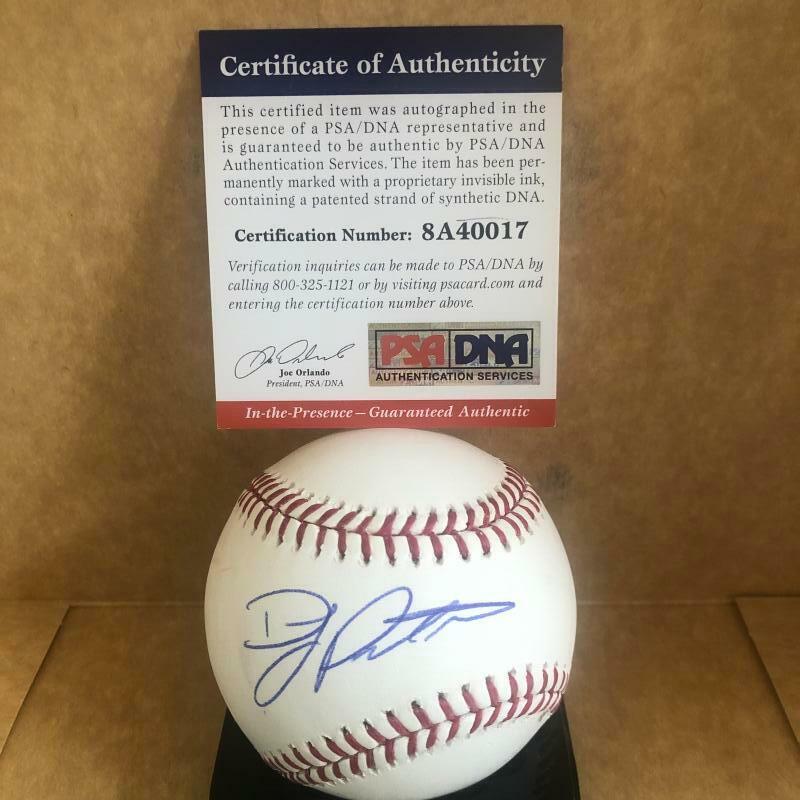 Certificate of Authenticity
This certified item was autographed in the
presence of a PSA/DNA representative and
is guaranteed to be authentic by PSA/DNA
Authentication Services. The item has been per-
manently marked with a proprietary invisible ink,
containing a patented strand of synthetic DNA.
Certification Number: 8A40017
Verification inquiries can be made to PSA/DNA by
calling 800-325-1121 or by visiting psacard.com and
entering the certification number above.
Joe Orlando
President, PSA/DNA
PSA DNA
AUTHENTICATION SERVICES
In-the-Presence – Guaranteed Authentic